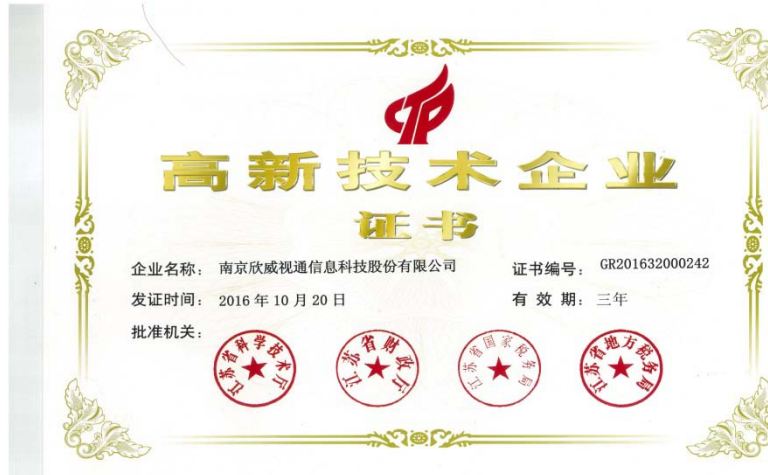 高新技术企业
证书
企业名称：南京欣威视通信息科技股份有限公司
证书编号：GR201632000242
发证时间：2016年10月20日
有效期：三年
批准机关：
江苏省科学技术厅
江苏省财政厅
江苏省国家税务局
江苏省地方税务局